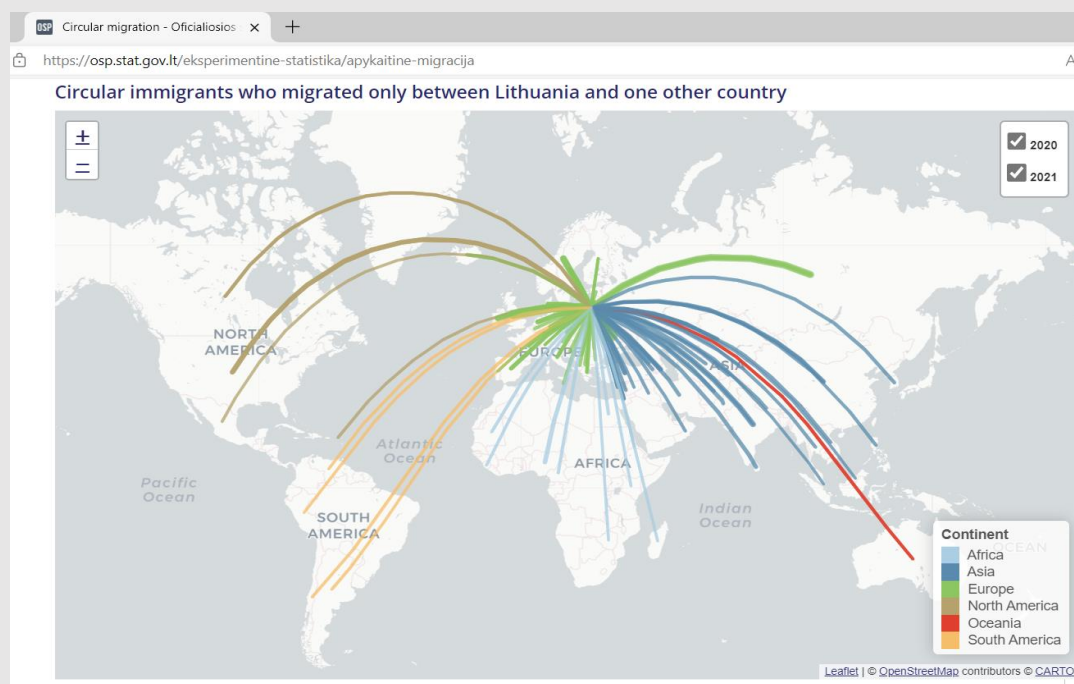 OSP Circular migration - Oficialiosios
https://osp.stat.gov.lt/eksperimentine-statistika/apykaitine-migracija
Circular immigrants who migrated only between Lithuania and one other country
2020
2021
NORTH
AMERICA
EUROPE
ASIA
Atlantic
Ocean
AFRICA
Pacific
Ocean
SOUTH
AMERICA
Indian
Ocean
OCEAN
Continent
Africa
Asia
Europe
North America
Oceania
South America
Leaflet | © OpenStreetMap contributors © CARTO